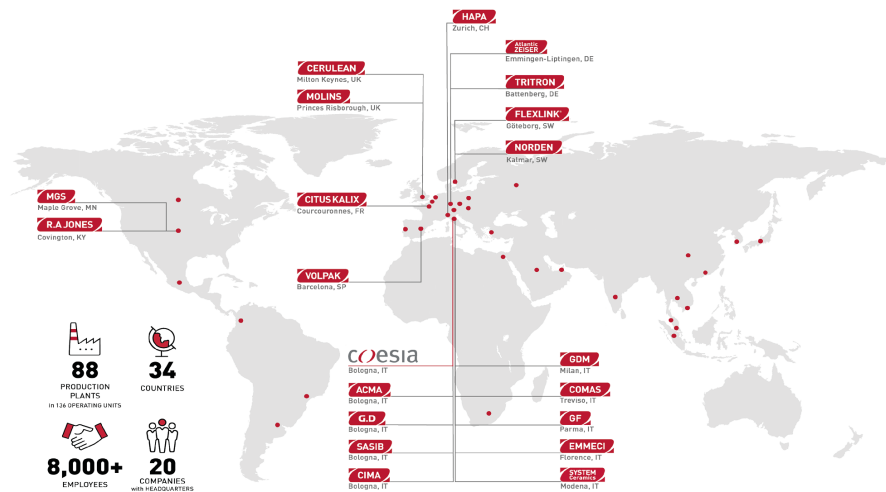 HAPA
Zurich, CH
Atlantic
ZEISER
Emmingen-Liptingen, DE
CERULEAN
Milton Keynes, UK
TRITRON
Battenberg, DE
MOLINS
Princes Risborough, UK
FLEXLINK®
Göteborg, SW
NORDEN
Kalmar, SW
MGS
Maple Grove, MN
CITUS KALIX
Courcouronnes, FR
R.A JONES
Covington, KY
VOLPAK
Barcelona, SP
88
PRODUCTION
PLANTS
in 136 OPERATING UNITS
34
COUNTRIES
8,000+
EMPLOYEES
20
COMPANIES
with HEADQUARTERS
coesia
Bologna, IT
GDM
Milan, IT
ACMA
Bologna, IT
COMAS
Treviso, IT
G.D
Bologna, IT
GF
Parma, IT
SASIB
Bologna, IT
EMMECI
Florence, IT
CIMA
Bologna, IT
SYSTEM
Ceramics
Modena, IT